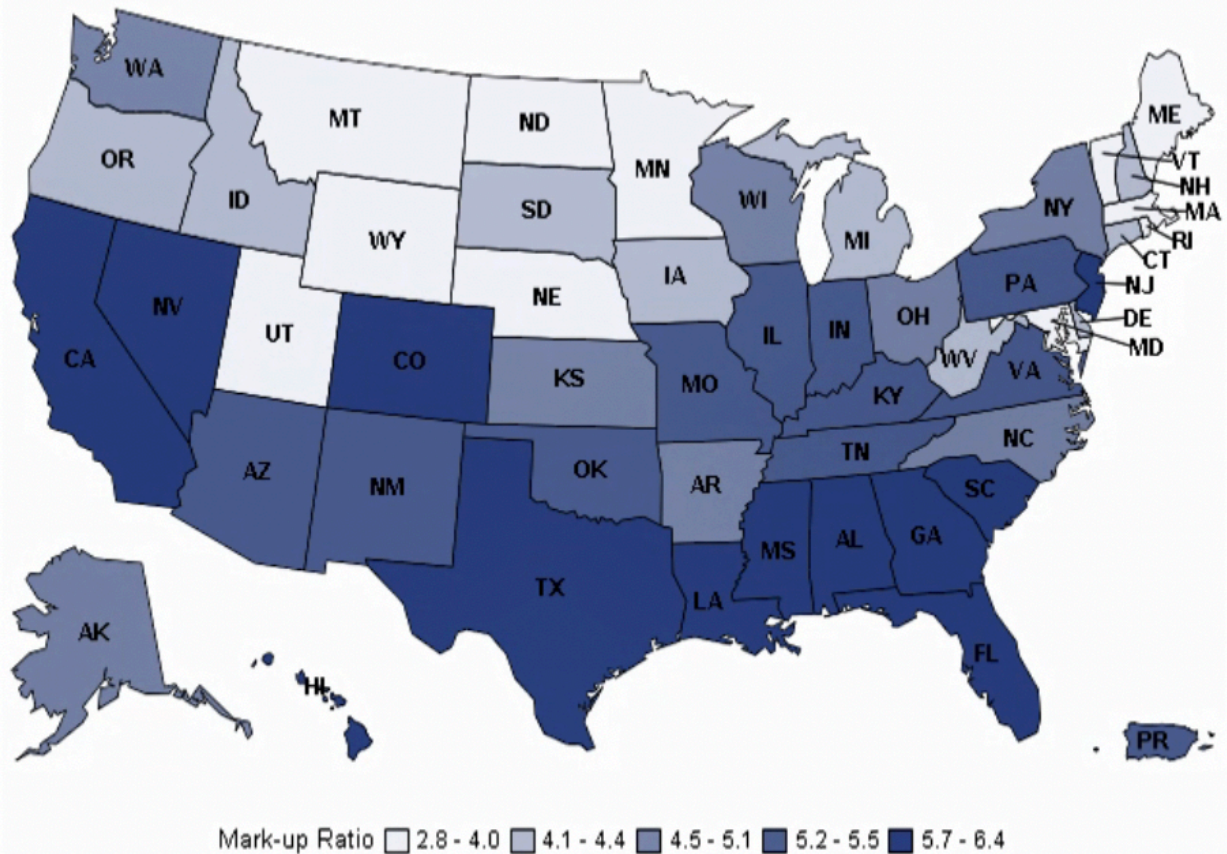 WA
MT
ND
ME
OR
MN
VT
ID
SD
WI
NH
NY
MA
WY
MI
RI
IA
CT
NE
PA
NJ
NV
UT
OH
DE
IL
IN
MD
CA
CO
WV
KS
MO
VA
KY
NC
TN
AZ
OK
NM
AR
SC
MS
AL
GA
TX
LA
AK
FL
HI
PR
Mark-up Ratio 2.8 - 4.0 4.1 - 4.4 4.5 - 5.1 5.2 - 5.5 5.7 - 6.4